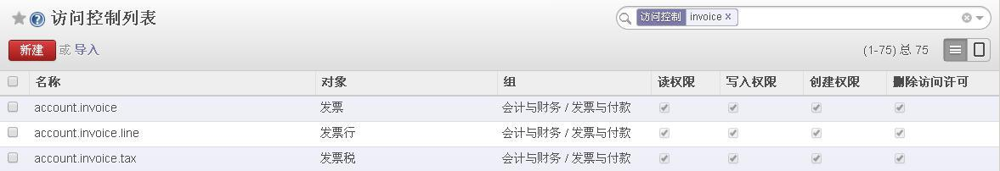 访问控制列表
访问控制 invoice x
新建 或 导入
(1-75) 总 75
名称 对象 组 读权限 写入权限 创建权限 删除访问许可
account.invoice 发票 会计与财务 / 发票与付款
account.invoice.line 发票行 会计与财务 / 发票与付款
account.invoice.tax 发票税 会计与财务 / 发票与付款